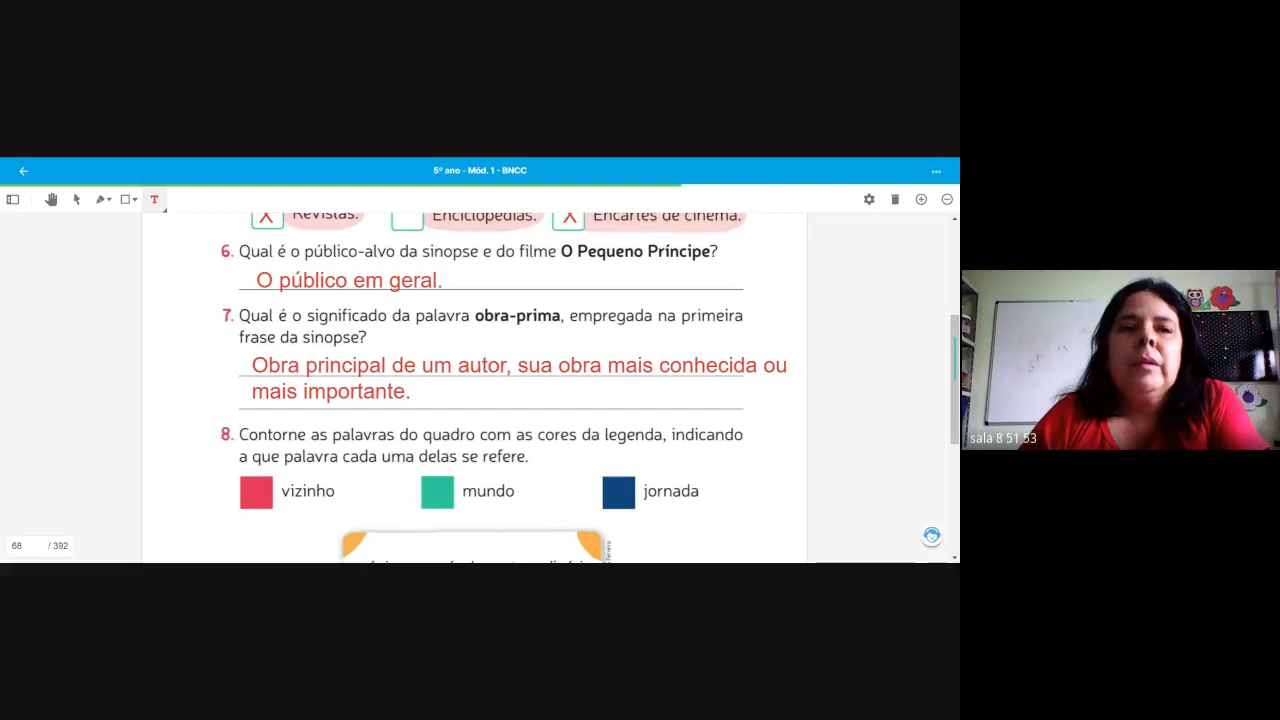 5º ano - Mód. 1 - BNCC
T
X Revistas. Enciclopédias. X Encartes de cinema.
6. Qual é o público-alvo da sinopse e do filme O Pequeno Príncipe?
O público em geral.
7. Qual é o significado da palavra obra-prima, empregada na primeira
frase da sinopse?
Obra principal de um autor, sua obra mais conhecida ou
mais importante.
8. Contorne as palavras do quadro com as cores da legenda, indicando
a que palavra cada uma delas se refere.
vizinho mundo jornada
68 / 392
sala 8 51 53